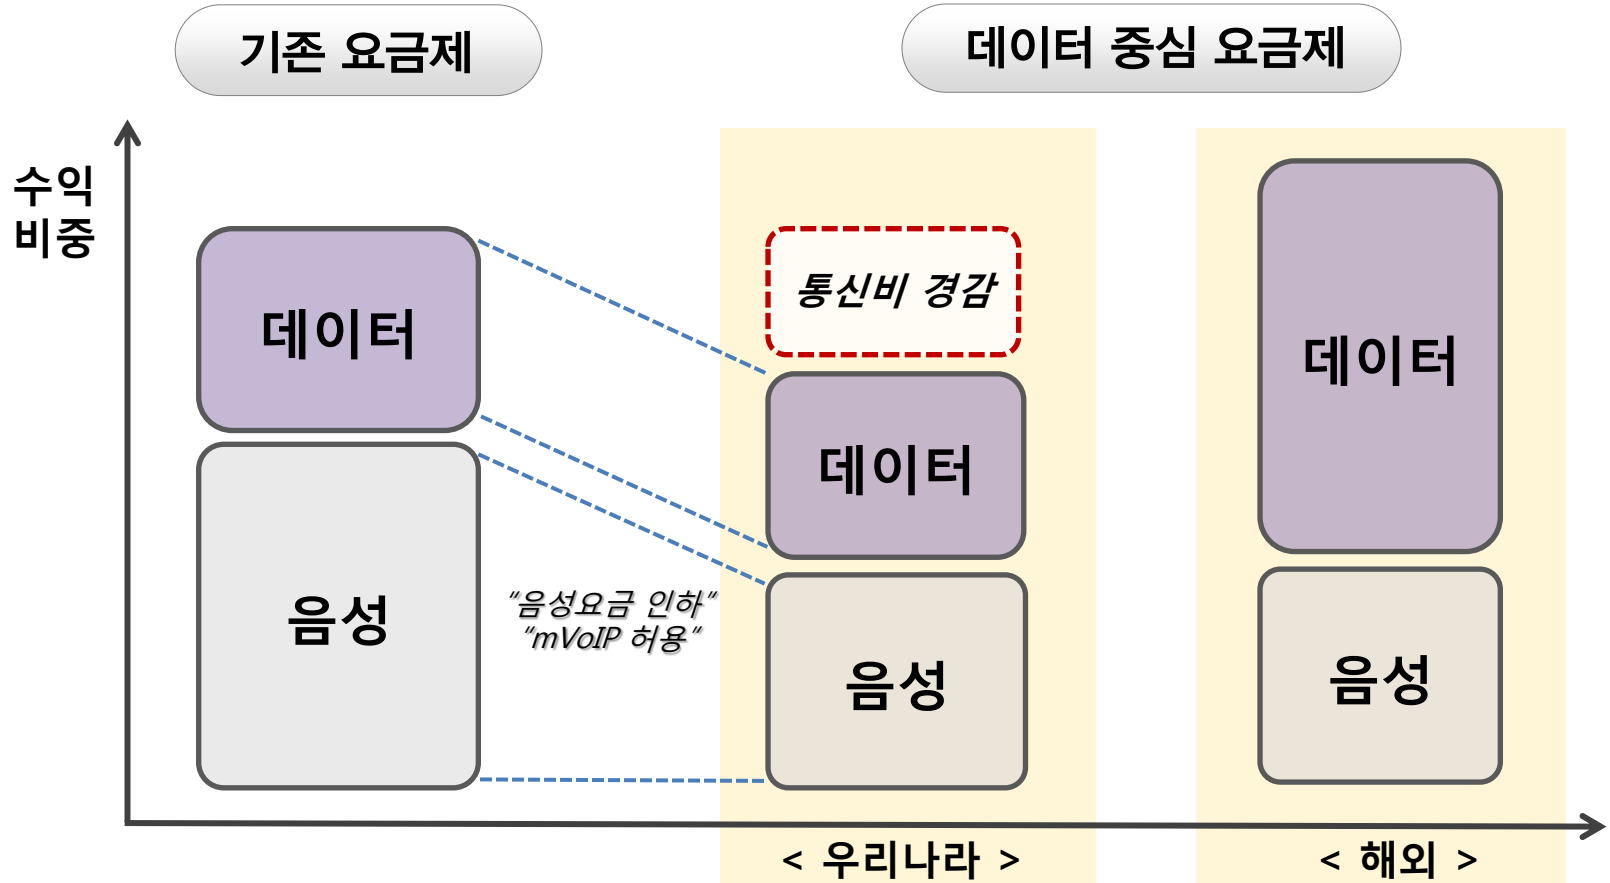 기존 요금제
데이터 중심 요금제
수익
비중
데이터
음성
"음성요금 인하"
"mVoIP 허용"
통신비 경감
데이터
음성
데이터
음성
< 우리나라 >
< 해외 >